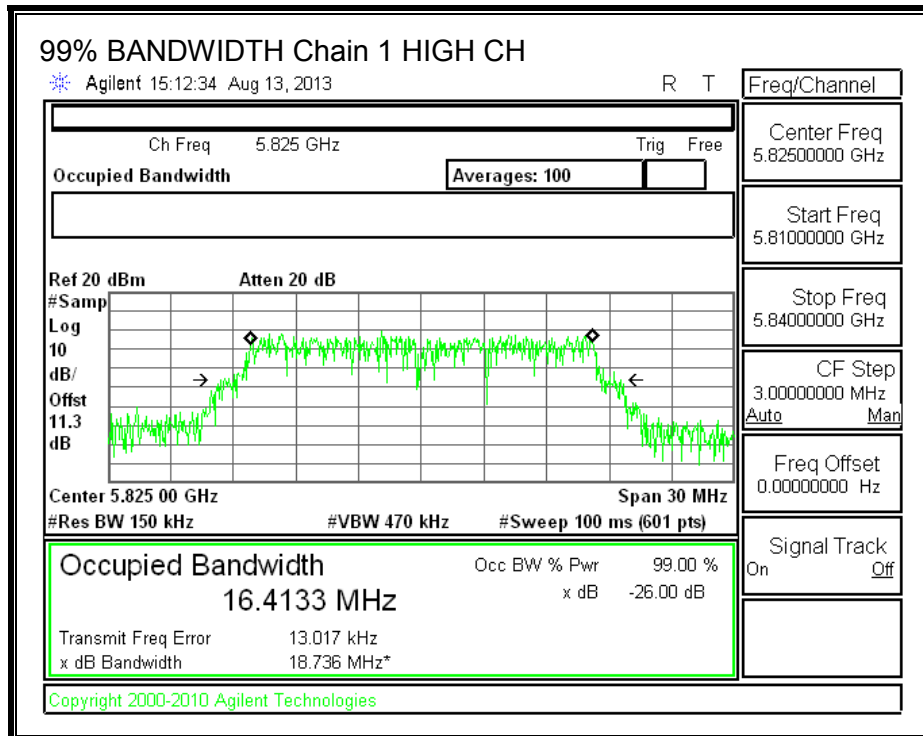 99% BANDWIDTH Chain 1 HIGH CH
Agilent 15:12:34 Aug 13, 2013 R T
Freq/Channel
Ch Freq 5.825 GHz Trig Free
Occupied Bandwidth Averages: 100
Center Freq
5.82500000 GHz
Start Freq
5.81000000 GHz
Stop Freq
5.84000000 GHz
CF Step
3.00000000 MHz
Auto Man
Freq Offset
0.00000000 Hz
Signal Track
On Off
Ref 20 dBm Atten 20 dB
#Samp
Log
10
dB/
Offst
11.3
dB
Center 5.825 00 GHz Span 30 MHz
#Res BW 150 kHz #VBW 470 kHz #Sweep 100 ms (601 pts)
Occupied Bandwidth Occ BW % Pwr 99.00 %
16.4133 MHz x dB -26.00 dB
Transmit Freq Error 13.017 kHz
x dB Bandwidth 18.736 MHz*
Copyright 2000-2010 Agilent Technologies